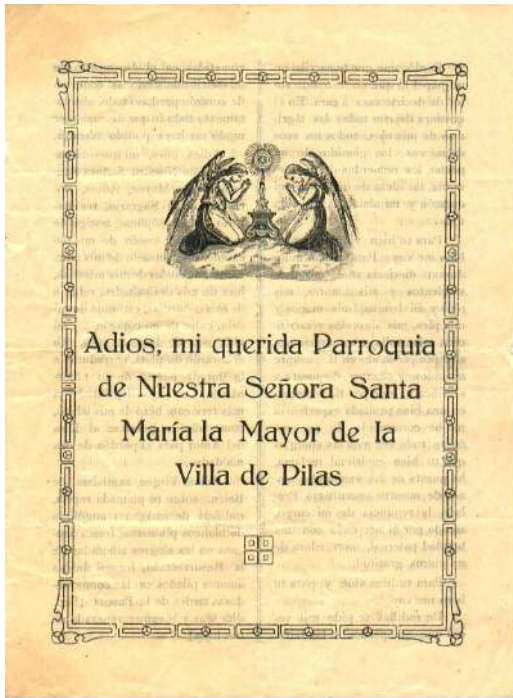 Adios, mi querida Parroquia
de Nuestra Señora Santa
María la Mayor de la
Villa de Pilas